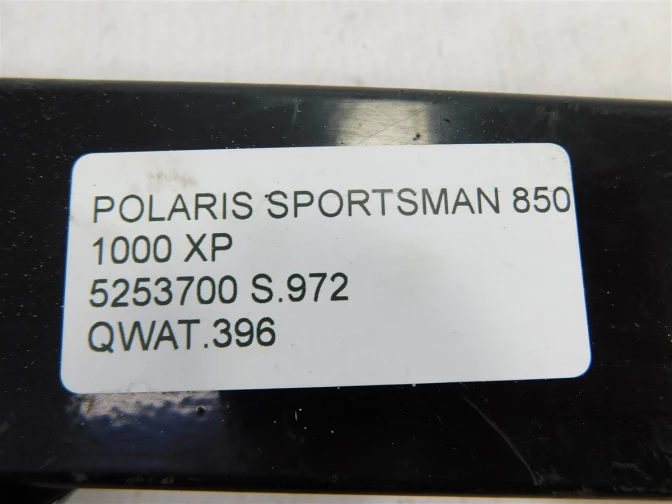 POLARIS SPORTSMAN 850
1000 XP
5253700 S.972
QWAT.396